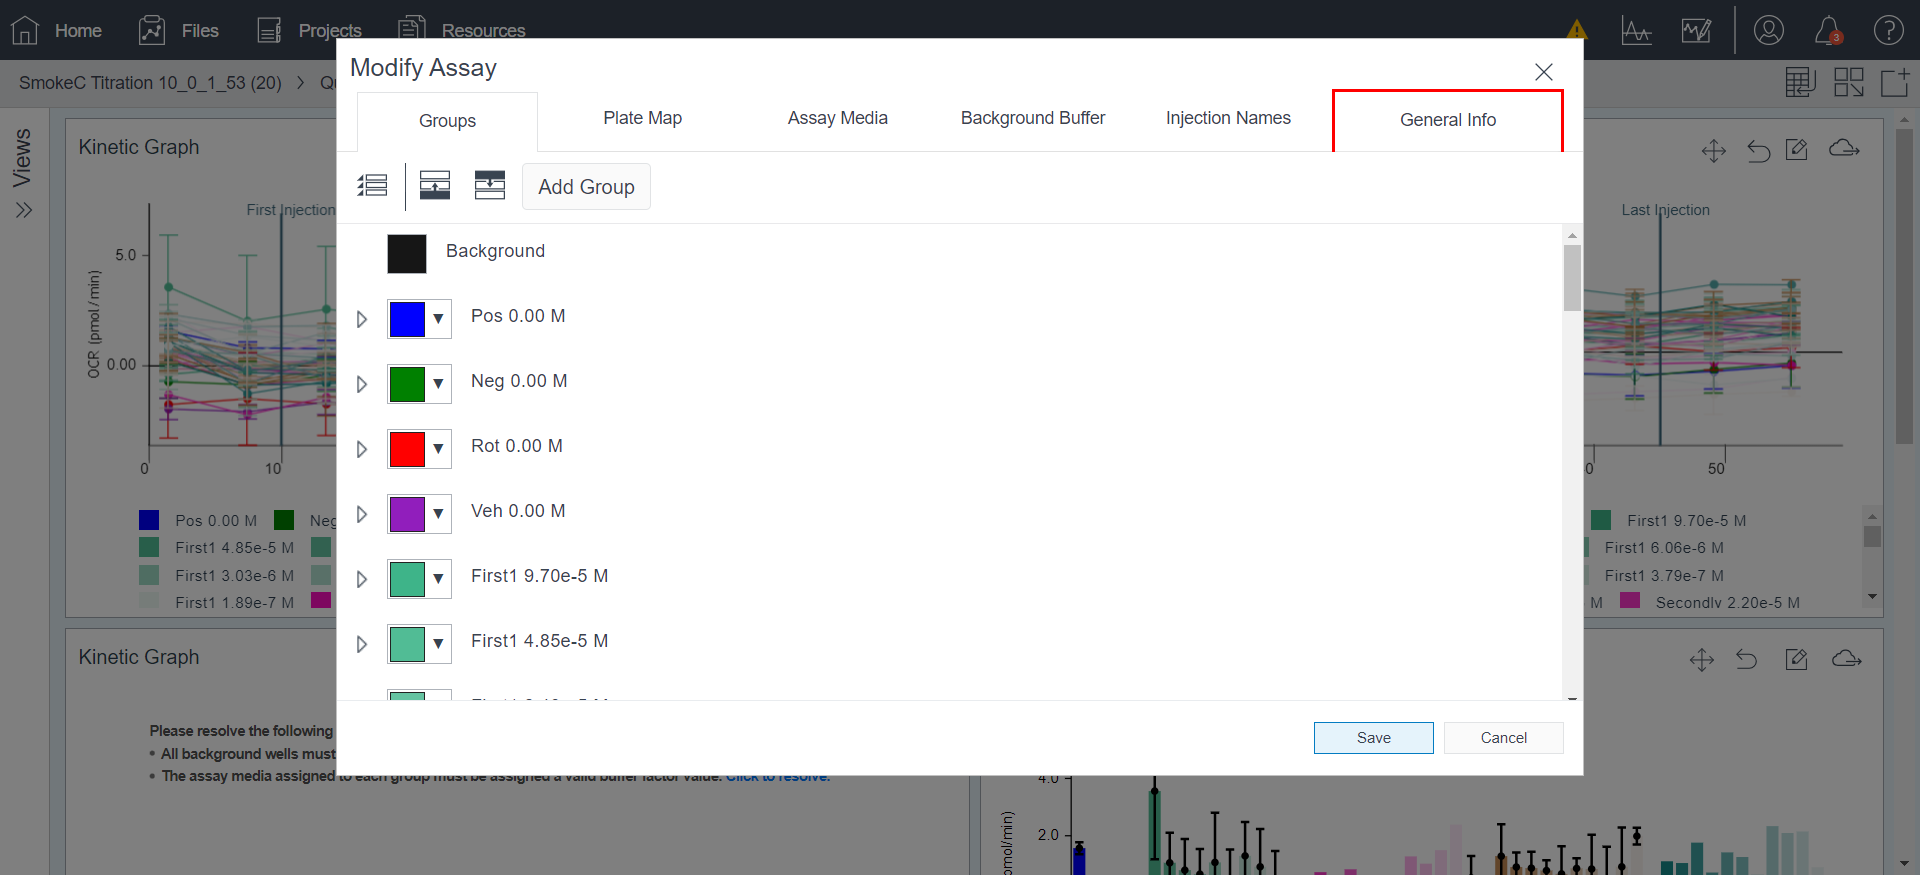 Home Files Projects Resources
3
SmokeC Titration 10_0_1_53 (20) > Qu
Modify Assay
Groups Plate Map Assay Media Background Buffer Injection Names General Info
Views
Kinetic Graph
Add Group
First Injection
Last Injection
Background
5.0
OCR (pmol/min)
Pos 0.00 M
0.00
Neg 0.00 M
Rot 0.00 M
0 10
0 50
Veh 0.00 M
Pos 0.00 M Neg
First1 9.70e-5 M
First1 4.85e-5 M
First1 6.06e-6 M
First1 3.03e-6 M
First1 3.79e-7 M
First1 9.70e-5 M
First1 1.89e-7 M
M Secondly 2.20e-5 M
First1 4.85e-5 M
Kinetic Graph
Please resolve the following
• All background wells must
• The assay media assigned to each group must be assigned a valid buffer factor value. Click to resolve.
Save Cancel
4.0
2.0
omol/min)